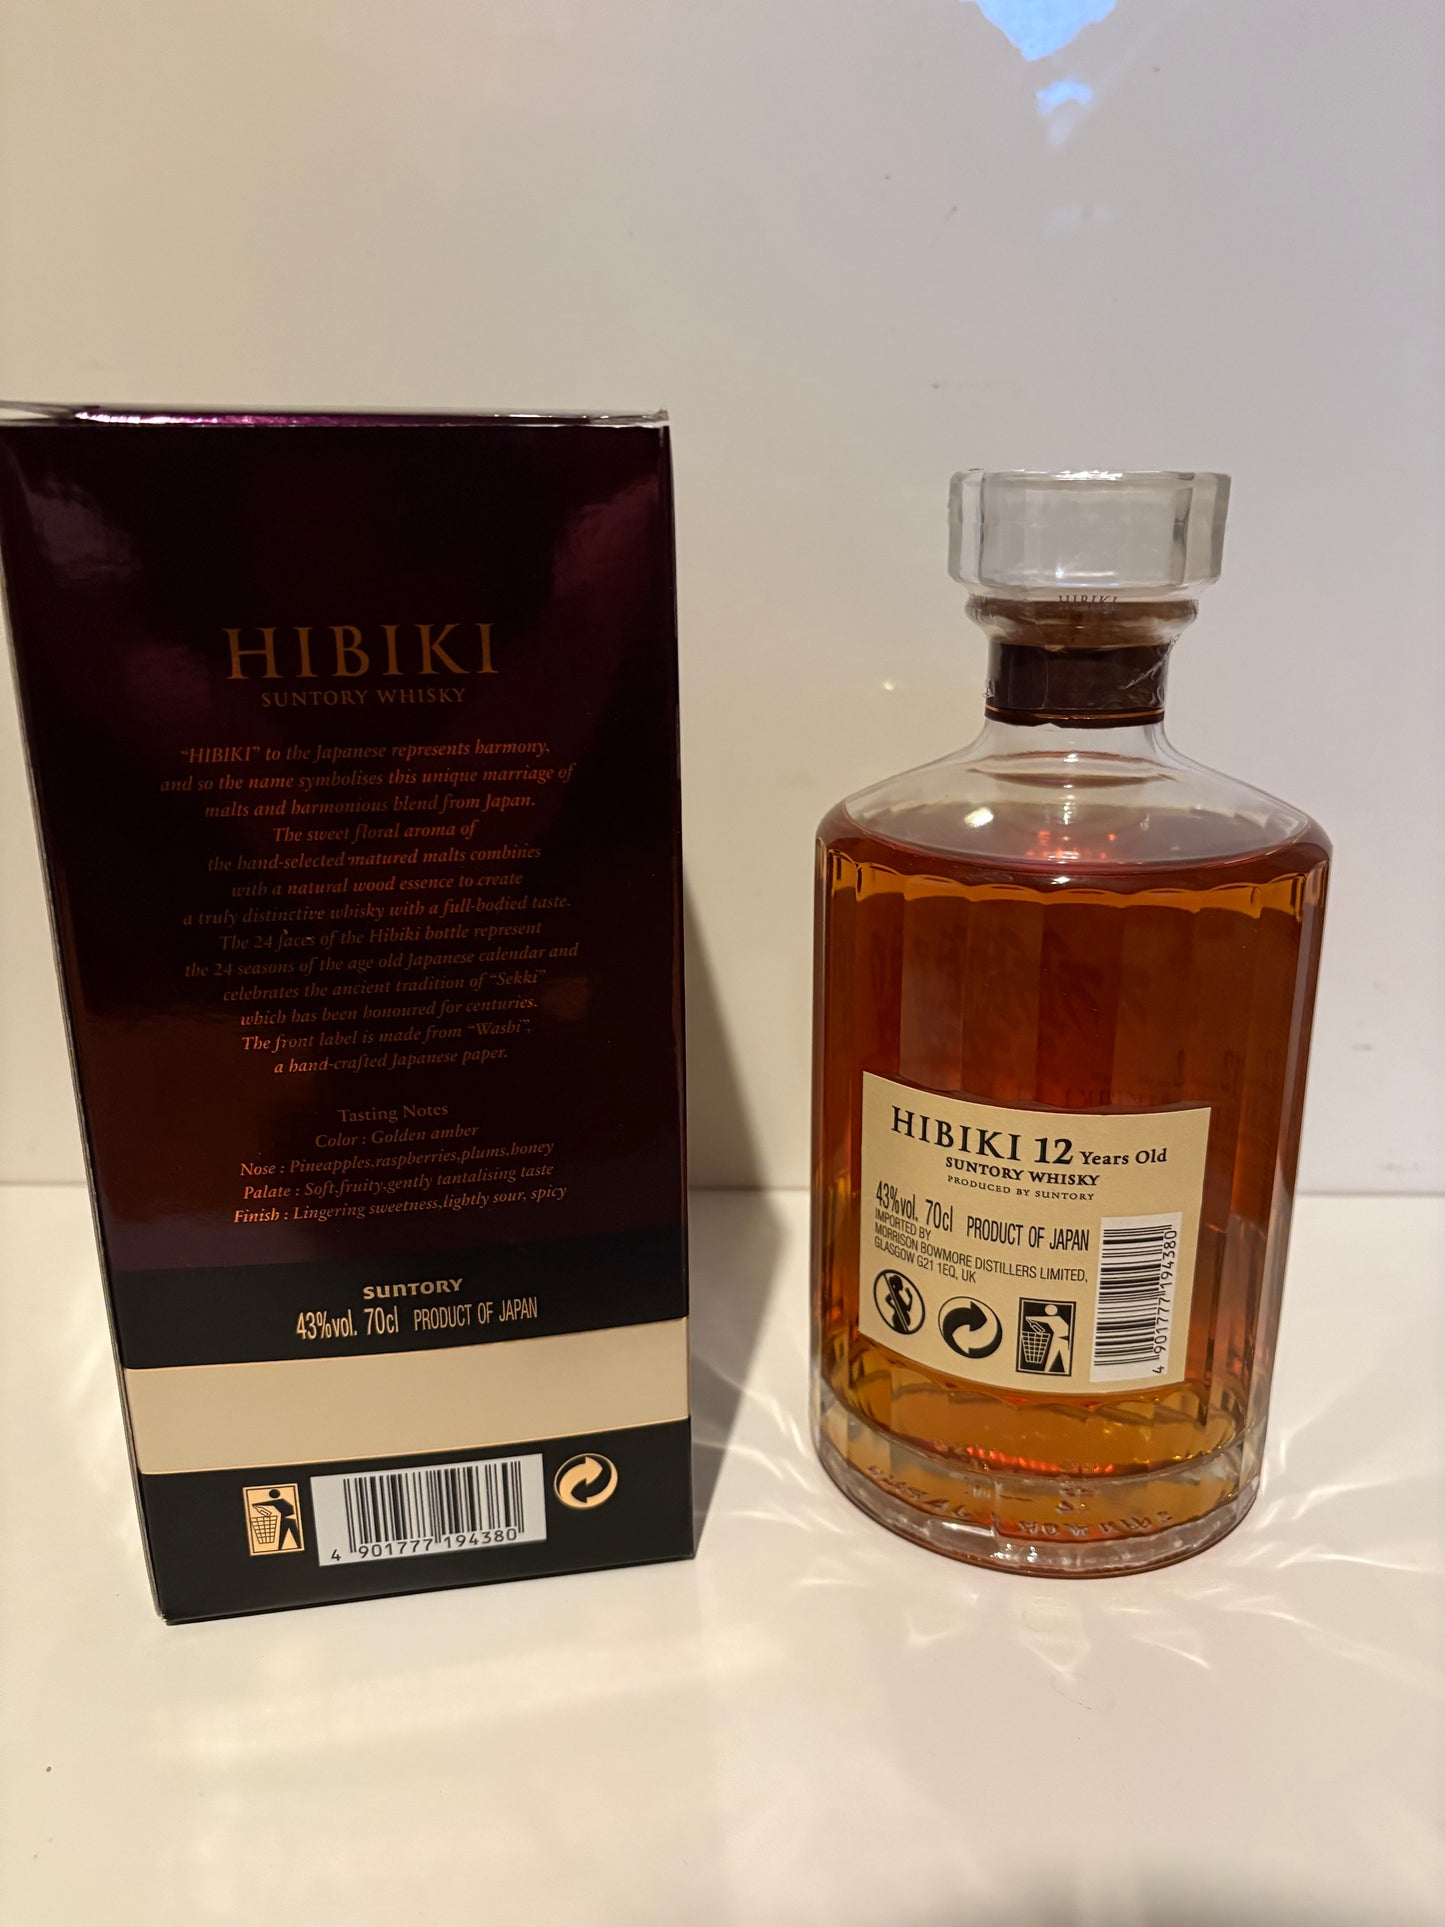 HIBIKI
SUNTORY WHISKY
"HIBIKI" to the Japanese represents harmony,
and so the name symbolises this unique marriage of
malts and harmonious blend from Japan.
The sweet floral aroma of
the hand-selected matured malts combines
with a natural wood essence to create
a truly distinctive whisky with a full-bodied taste.
The 24 faces of the Hibiki bottle represent
the 24 seasons of the age old Japanese calendar and
celebrates the ancient tradition of "Sekki"
which has been honoured for centuries.
The front label is made from "Washi",
a hand-crafted Japanese paper.
Tasting Notes
Color : Golden amber
Nose : Pineapples,raspberries,plums,honey
Palate : Soft,fruity,gently tantalising taste
Finish : Lingering sweetness,lightly sour, spicy
SUNTORY
43%vol. 70cl PRODUCT OF JAPAN
4 901777 194380
HIBIKI
HIBIKI 12 Years Old
SUNTORY WHISKY
PRODUCED BY SUNTORY
43%vol. 70cl PRODUCT OF JAPAN
IMPORTED BY
MORRISON BOWMORE DISTILLERS LIMITED,
GLASGOW G21 1EQ, UK
4 901777 194380